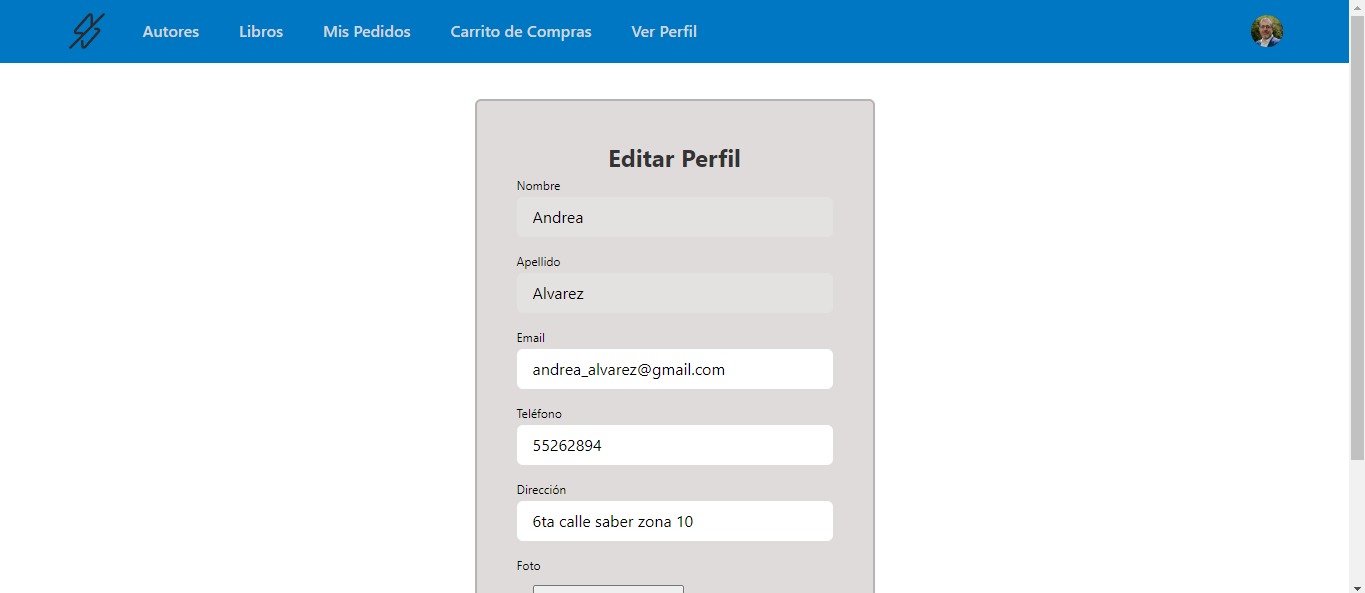 Autores Libros Mis Pedidos Carrito de Compras Ver Perfil
Editar Perfil
Nombre
Andrea
Apellido
Alvarez
Email
andrea_alvarez@gmail.com
Teléfono
55262894
Dirección
6ta calle saber zona 10
Foto